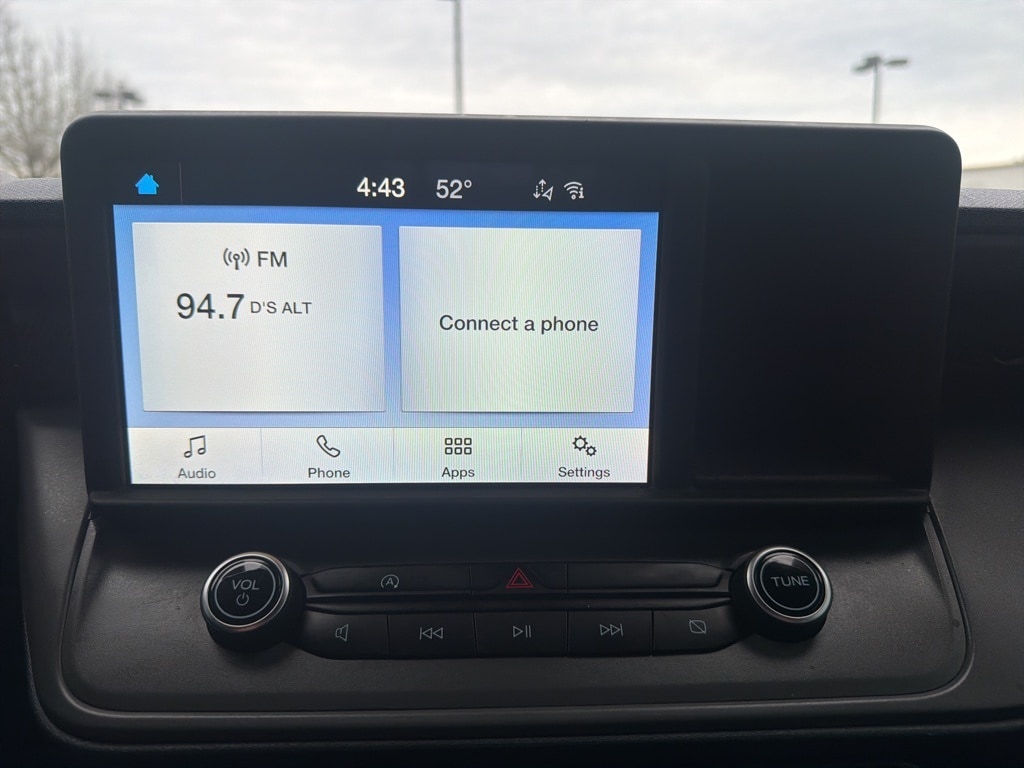 4:43 52°
FM
94.7 D'S ALT
Connect a phone
Audio Phone Apps Settings
VOL
A
TUNE